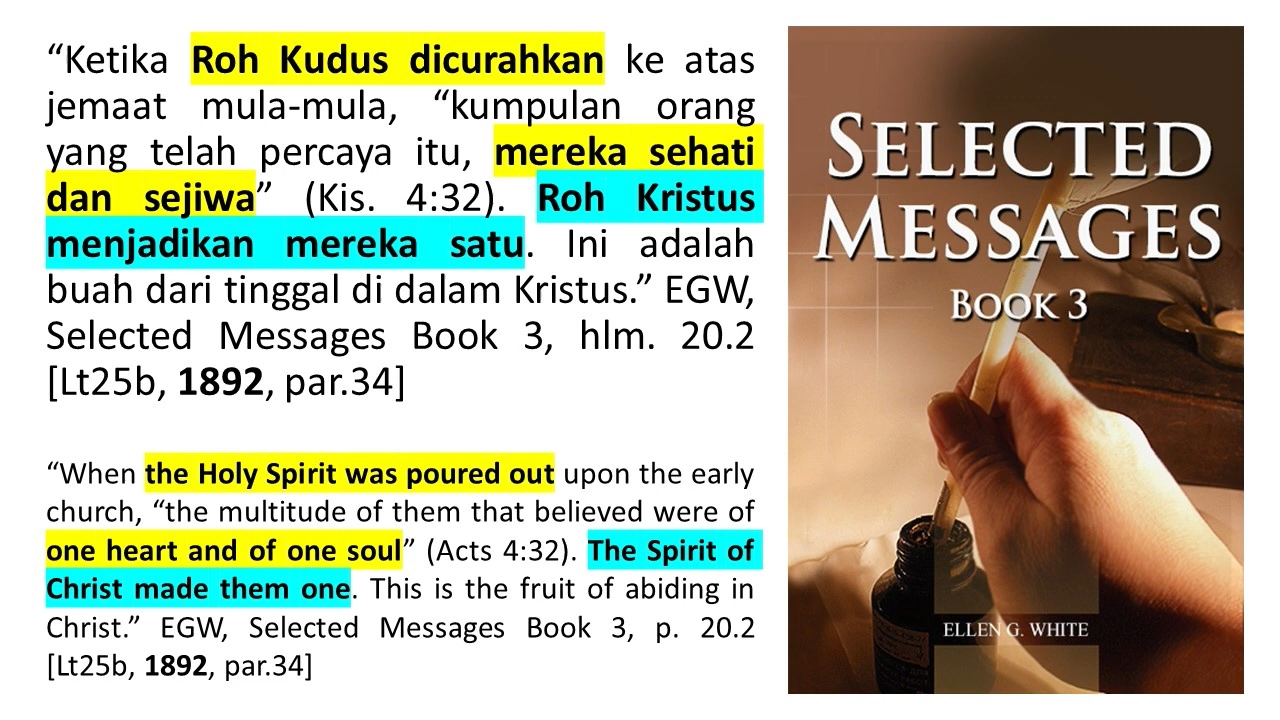 “Ketika Roh Kudus dicurahkan ke atas
jemaat mula-mula, “kumpulan orang
yang telah percaya itu, mereka sehati
dan sejiwa” (Kis. 4:32). Roh Kristus
menjadikan mereka satu. Ini adalah
buah dari tinggal di dalam Kristus.” EGW,
Selected Messages Book 3, hlm. 20.2
[Lt25b, 1892, par.34]
“When the Holy Spirit was poured out upon the early
church, “the multitude of them that believed were of
one heart and of one soul” (Acts 4:32). The Spirit of
Christ made them one. This is the fruit of abiding in
Christ.” EGW, Selected Messages Book 3, p. 20.2
[Lt25b, 1892, par.34]
SELECTED
MESSAGES
BOOK 3
ELLEN G. WHITE